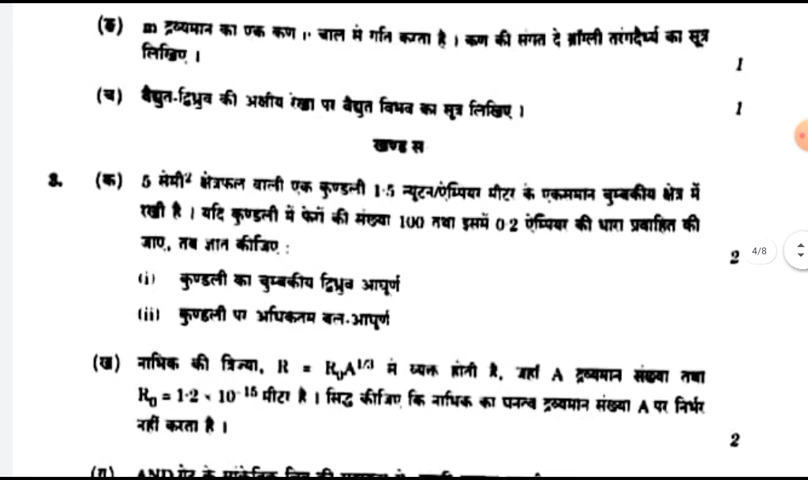 (ङ) m द्रव्यमान का एक कण v चाल से गति करता है । कण की संगत दे ब्रॉग्ली तरंगदैर्ध्य का सूत्र
लिखिए । 1
(च) वैद्युत-द्विध्रुव की अक्षीय रेखा पर वैद्युत विभव का सूत्र लिखिए । 1
खण्ड स
3. (क) 5 सेमी² क्षेत्रफल वाली एक कुण्डली 1·5 न्यूटन/ऐम्पियर मीटर के एकसमान चुम्बकीय क्षेत्र में
रखी है । यदि कुण्डली में फेरों की संख्या 100 तथा इसमें 0·2 ऐम्पियर की धारा प्रवाहित की
जाए, तब ज्ञात कीजिए : 2
4/8
(i) कुण्डली का चुम्बकीय द्विध्रुव आघूर्ण
(ii) कुण्डली पर अधिकतम बल-आघूर्ण
(ख) नाभिक की त्रिज्या, R = R₀A¹ᐟ³ से व्यक्त होती है, जहाँ A द्रव्यमान संख्या तथा
R₀ = 1·2 × 10⁻¹⁵ मीटर है । सिद्ध कीजिए कि नाभिक का घनत्व द्रव्यमान संख्या A पर निर्भर
नहीं करता है । 2
(ग) AND गेट के सांकेतिक चित्र की